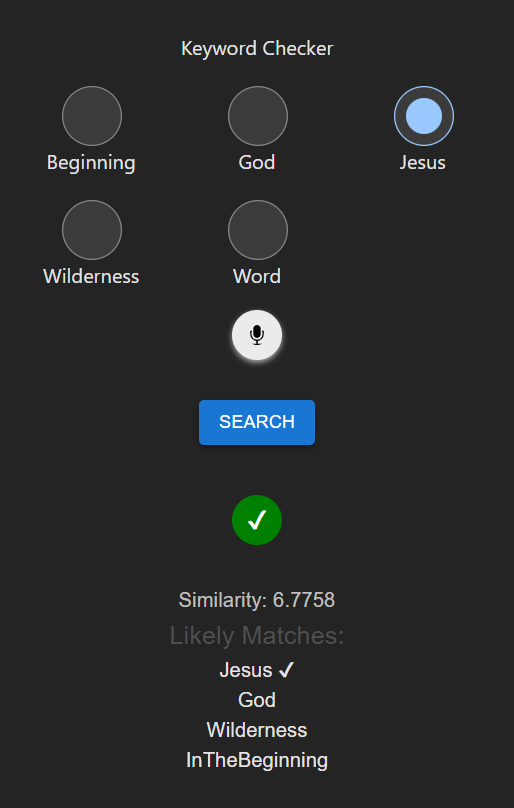 Keyword Checker
Beginning God Jesus
Wilderness Word
SEARCH
Similarity: 6.7758
Likely Matches:
Jesus ✓
God
Wilderness
InTheBeginning